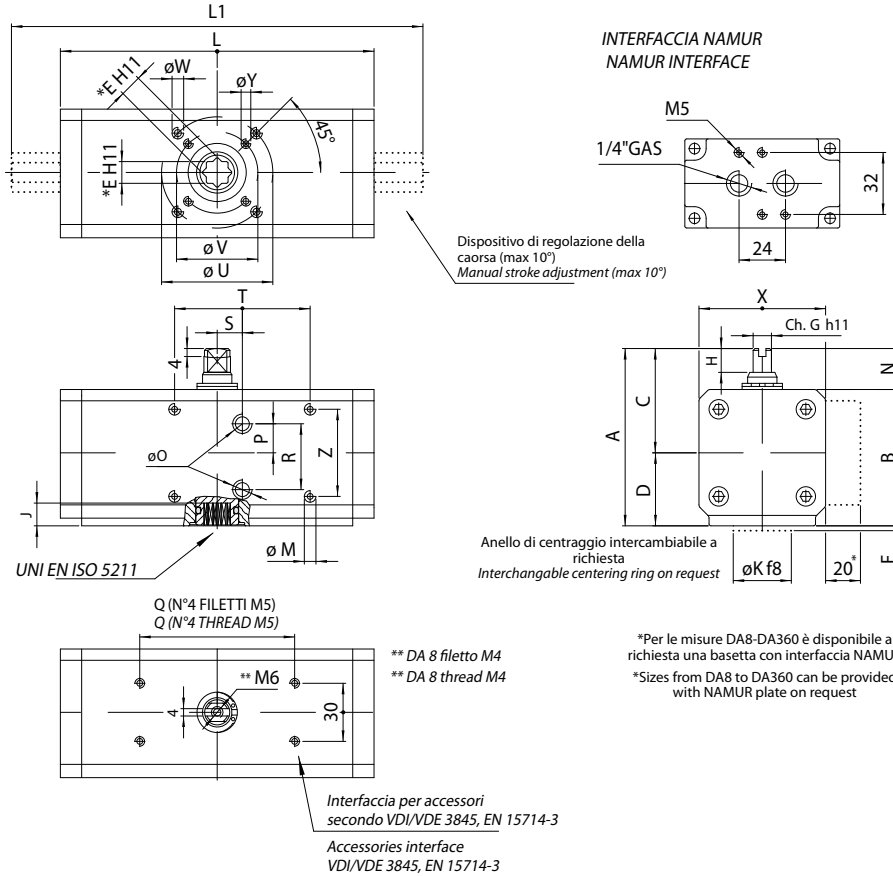 L1
L
øW
øY
*E H11
*E H11
45°
ø V
ø U
INTERFACCIA NAMUR
NAMUR INTERFACE
M5
1/4"GAS
32
24
Dispositivo di regolazione della
caorsa (max 10°)
Manual stroke adjustment (max 10°)
T
S
4
øO
P
R
Z
J
ø M
UNI EN ISO 5211
X
Ch. G h11
H
N
A
C
D
B
F
Anello di centraggio intercambiabile a
richiesta
Interchangable centering ring on request
øK f8
20*
Q (N°4 FILETTI M5)
Q (N°4 THREAD M5)
** DA 8 filetto M4
** DA 8 thread M4
** M6
4
30
*Per le misure DA8-DA360 è disponibile a
richiesta una basetta con interfaccia NAMU
*Sizes from DA8 to DA360 can be provided
with NAMUR plate on request
Interfaccia per accessori
secondo VDI/VDE 3845, EN 15714-3
Accessories interface
VDI/VDE 3845, EN 15714-3